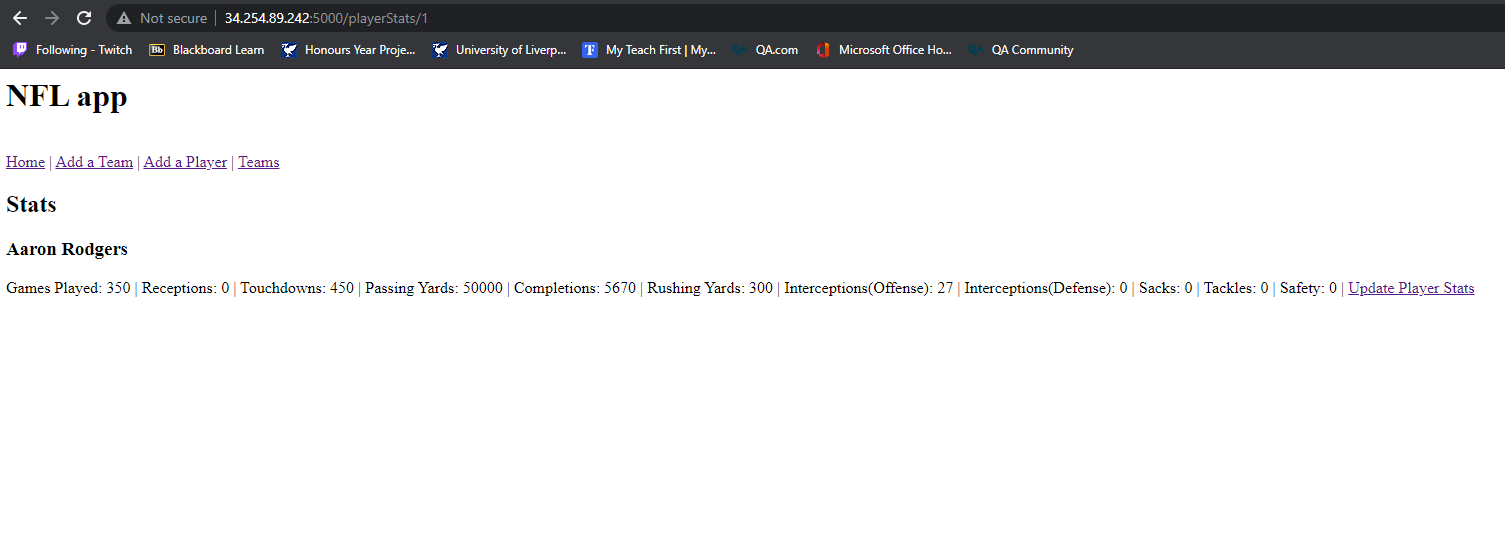 Not secure | 34.254.89.242:5000/playerStats/1
Following - Twitch Bb Blackboard Learn Honours Year Proje... University of Liverp... T My Teach First | My... QA.com Microsoft Office Ho... QA Community
NFL app
Home | Add a Team | Add a Player | Teams
Stats
Aaron Rodgers
Games Played: 350 | Receptions: 0 | Touchdowns: 450 | Passing Yards: 50000 | Completions: 5670 | Rushing Yards: 300 | Interceptions(Offense): 27 | Interceptions(Defense): 0 | Sacks: 0 | Tackles: 0 | Safety: 0 | Update Player Stats